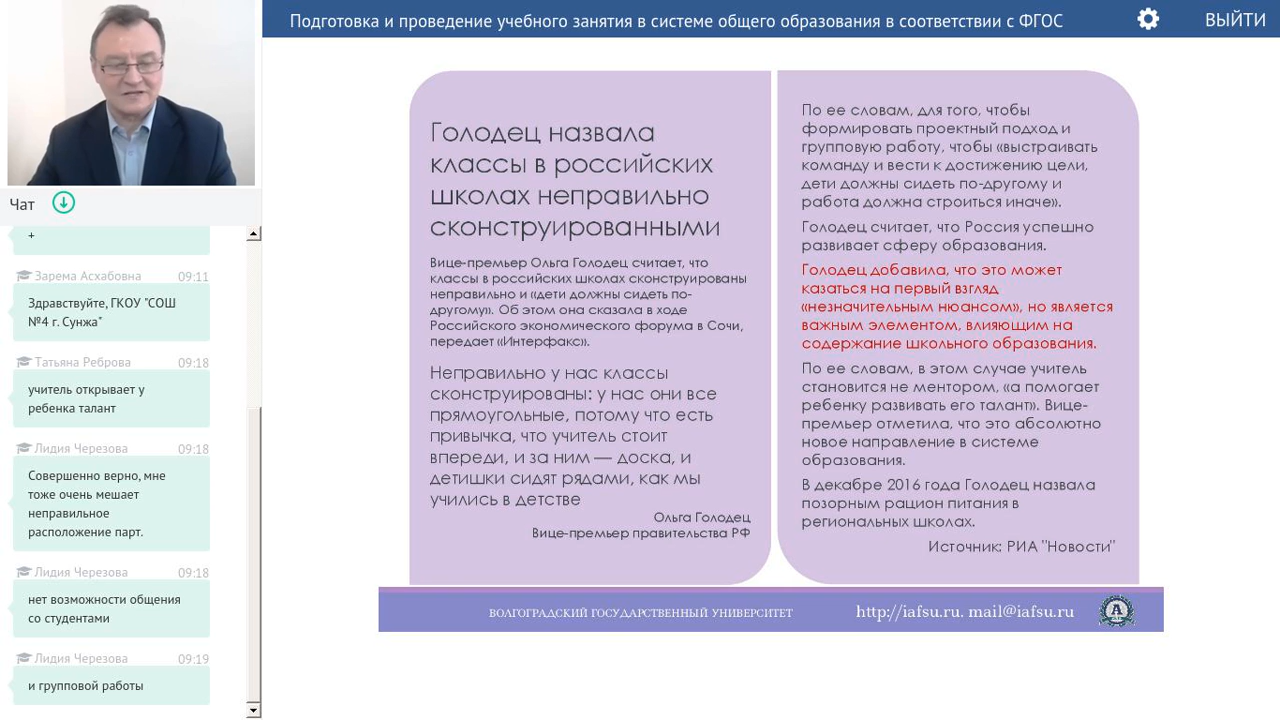 Подготовка и проведение учебного занятия в системе общего образования в соответствии с ФГОС
ВЫЙТИ
Чат
+
Зарема Асхабовна 09:11
Здравствуйте, ГКОУ "СОШ
№4 г. Сунжа"
Татьяна Реброва 09:18
учитель открывает у
ребенка талант
Лидия Черезова 09:18
Совершенно верно, мне
тоже очень мешает
неправильное
расположение парт.
Лидия Черезова 09:18
нет возможности общения
со студентами
Лидия Черезова 09:19
и групповой работы
Голодец назвала
классы в российских
школах неправильно
сконструированными
Вице-премьер Ольга Голодец считает, что
классы в российских школах сконструированы
неправильно и «дети должны сидеть по-
другому». Об этом она сказала в ходе
Российского экономического форума в Сочи,
передает «Интерфакс».
Неправильно у нас классы
сконструированы: у нас они все
прямоугольные, потому что есть
привычка, что учитель стоит
впереди, и за ним — доска, и
детишки сидят рядами, как мы
учились в детстве
Ольга Голодец
Вице-премьер правительства РФ
По ее словам, для того, чтобы
формировать проектный подход и
групповую работу, чтобы «выстраивать
команду и вести к достижению цели,
дети должны сидеть по-другому и
работа должна строиться иначе».
Голодец считает, что Россия успешно
развивает сферу образования.
Голодец добавила, что это может
казаться на первый взгляд
«незначительным нюансом», но является
важным элементом, влияющим на
содержание школьного образования.
По ее словам, в этом случае учитель
становится не ментором, «а помогает
ребенку развивать его талант». Вице-
премьер отметила, что это абсолютно
новое направление в системе
образования.
В декабре 2016 года Голодец назвала
позорным рацион питания в
региональных школах.
Источник: РИА "Новости"
ВОЛГОГРАДСКИЙ ГОСУДАРСТВЕННЫЙ УНИВЕРСИТЕТ
http://iafsu.ru. mail@iafsu.ru